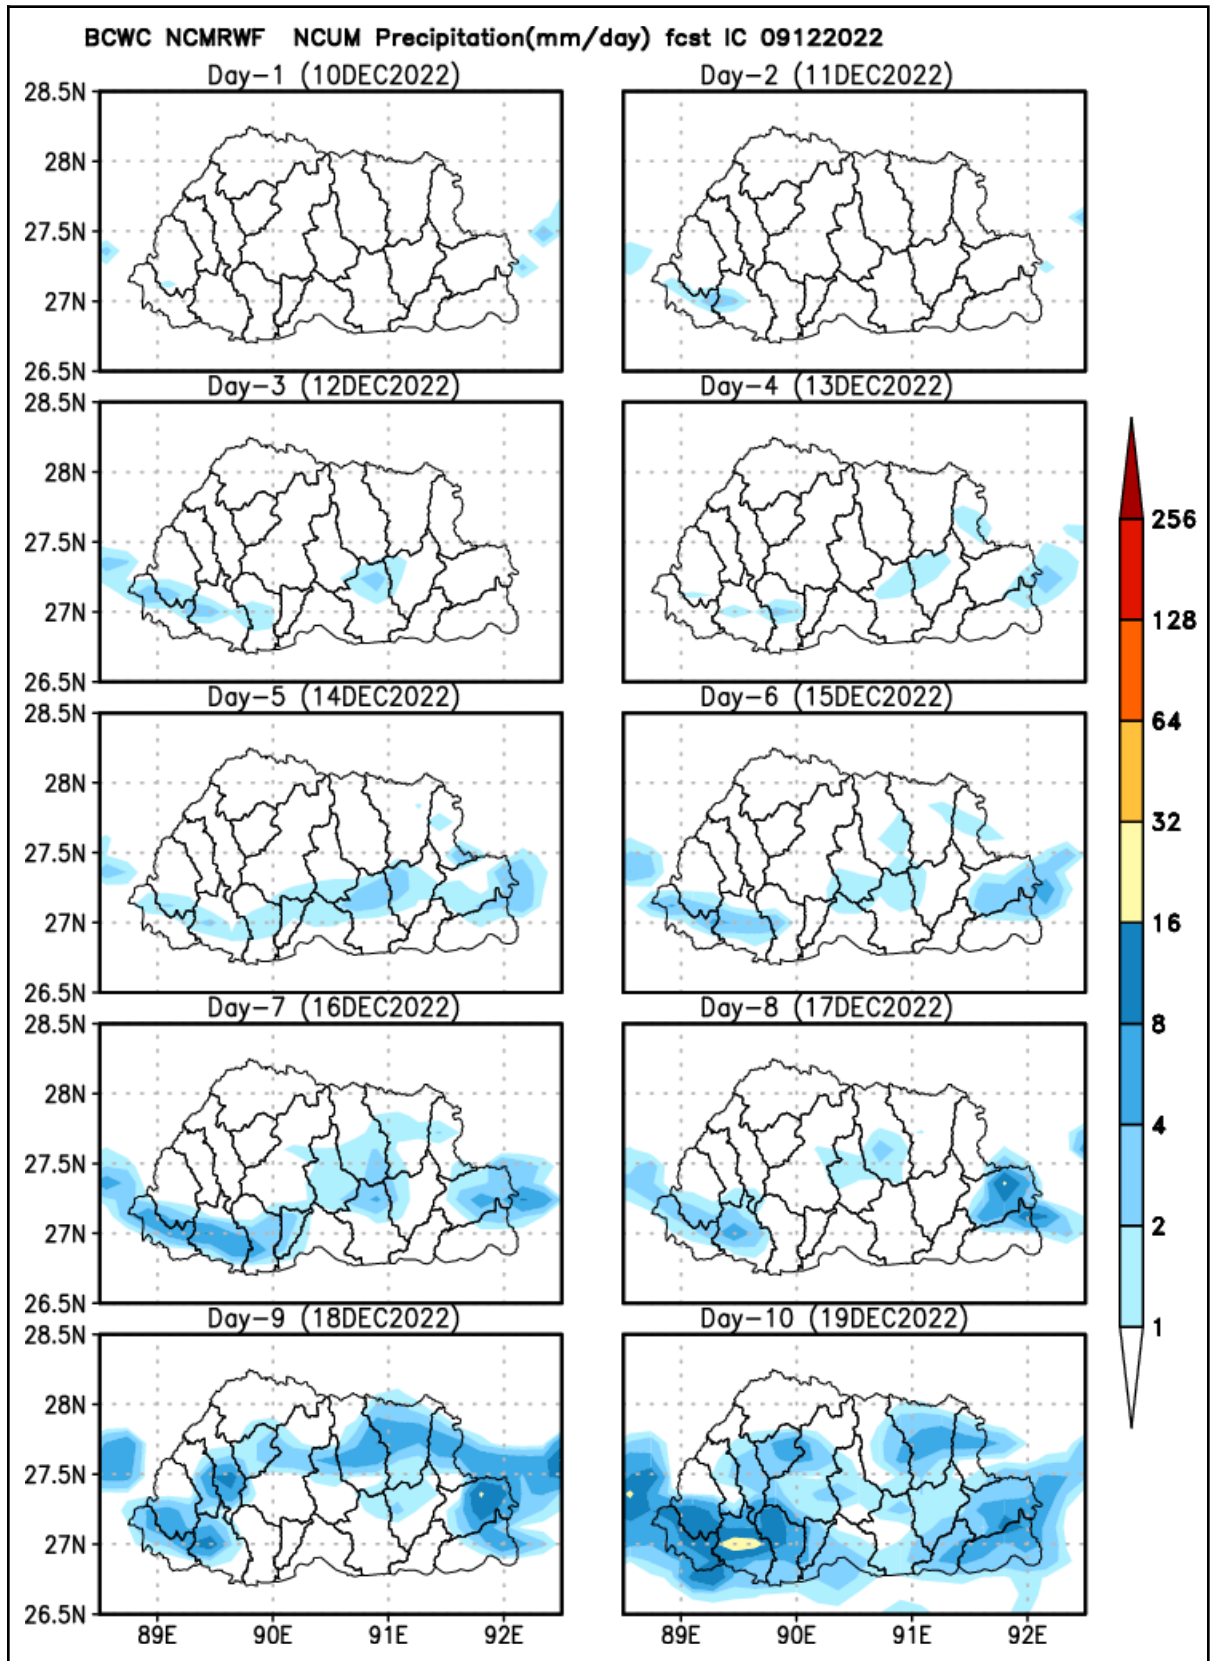 BCWC NCMRWF NCUM Precipitation(mm/day) fcst IC 09122022
Day-1 (10DEC2022) Day-2 (11DEC2022)
28.5N
28N
27.5N
27N
26.5N
Day-3 (12DEC2022) Day-4 (13DEC2022)
28.5N
28N
27.5N
27N
26.5N
Day-5 (14DEC2022) Day-6 (15DEC2022)
28.5N
28N
27.5N
27N
26.5N
Day-7 (16DEC2022) Day-8 (17DEC2022)
28.5N
28N
27.5N
27N
26.5N
Day-9 (18DEC2022) Day-10 (19DEC2022)
28.5N
28N
27.5N
27N
26.5N
89E 90E 91E 92E 89E 90E 91E 92E
256
128
64
32
16
8
4
2
1